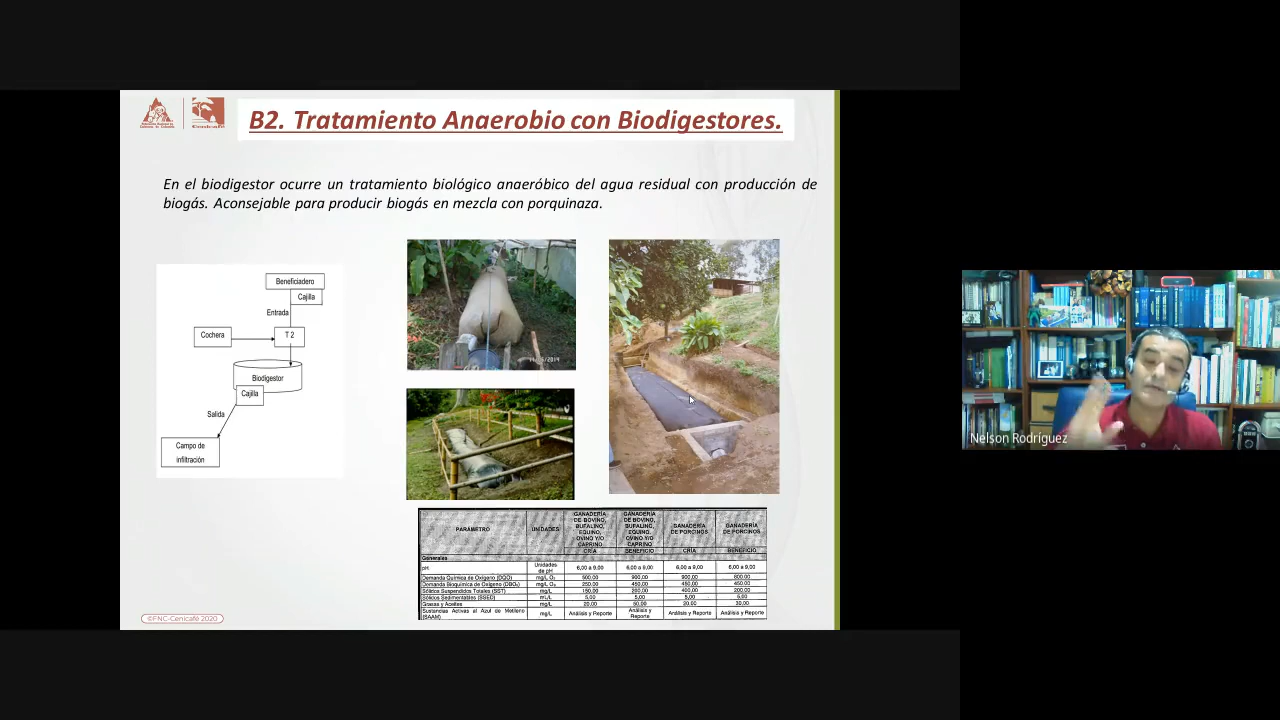 B2. Tratamiento Anaerobio con Biodigestores.
En el biodigestor ocurre un tratamiento biológico anaeróbico del agua residual con producción de
biogás. Aconsejable para producir biogás en mezcla con porquinaza.
Beneficiadero
Cajilla
Entrada
Cochera
T 2
Biodigestor
Cajilla
Salida
Campo de
infiltración
11/06/2014
PARÁMETRO UNIDADES GANADERÍA DE BOVINO, BUFALINO, EQUINO, OVINO Y/O CAPRINO GANADERÍA DE BOVINO, BUFALINO, EQUINO, OVINO Y/O CAPRINO GANADERÍA DE PORCINOS GANADERÍA DE PORCINOS
CRÍA BENEFICIO CRÍA BENEFICIO
Generales
pH Unidades de pH 6,00 a 9,00 6,00 a 9,00 6,00 a 9,00 6,00 a 9,00
Demanda Química de Oxígeno (DQO) mg/L O₂ 500,00 900,00 900,00 800,00
Demanda Bioquímica de Oxígeno (DBO₅) mg/L O₂ 250,00 450,00 450,00 450,00
Sólidos Suspendidos Totales (SST) mg/L 150,00 200,00 400,00 200,00
Sólidos Sedimentables (SSED) mL/L 5,00 5,00 5,00 5,00
Grasas y Aceites mg/L 20,00 50,00 20,00 30,00
Sustancias Activas al Azul de Metileno (SAAM) mg/L Análisis y Reporte Análisis y Reporte Análisis y Reporte Análisis y Reporte
©FNC-Cenicafé 2020
Cenicafé
Nelson Rodríguez